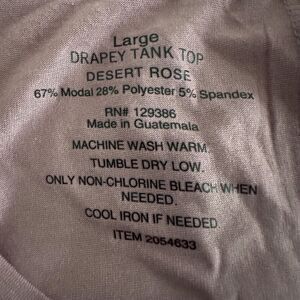 Large
DRAPEY TANK TOP
DESERT ROSE
67% Modal 28% Polyester 5% Spandex
RN# 129386
Made in Guatemala
MACHINE WASH WARM.
TUMBLE DRY LOW.
ONLY NON-CHLORINE BLEACH WHEN
NEEDED.
COOL IRON IF NEEDED.
ITEM 2054633